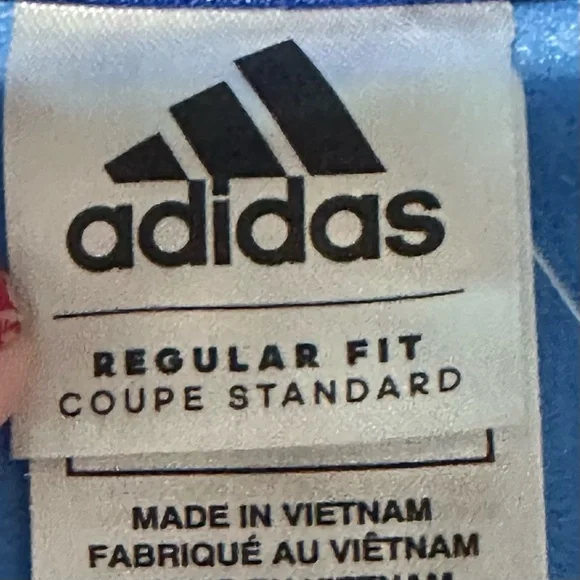 adidas
REGULAR FIT
COUPE STANDARD
MADE IN VIETNAM
FABRIQUÉ AU VIÊTNAM